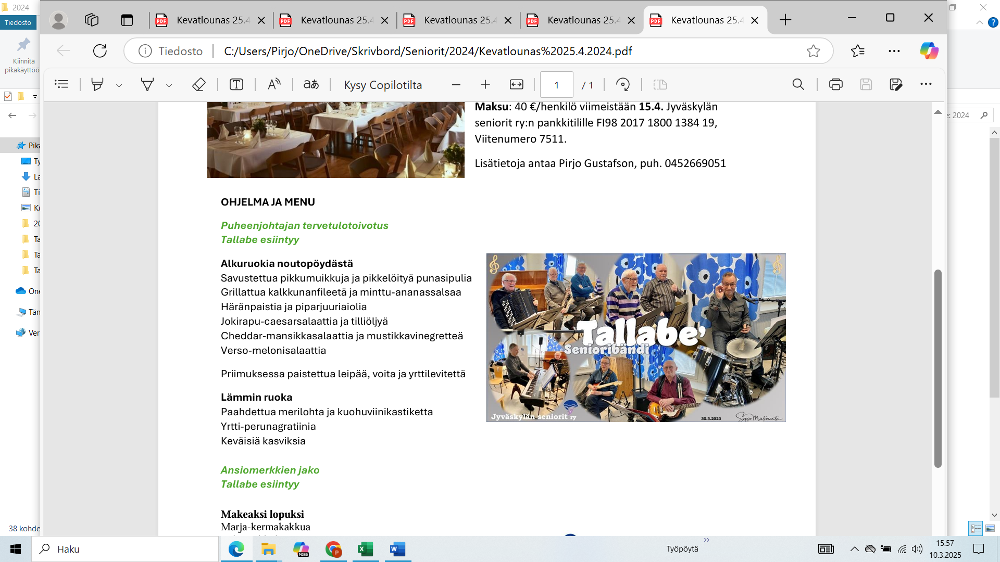 2024
Tiedosto
Kiinnitä
pikakäyttöö
Kevatlounas 25.4
Kevatlounas 25.4
Kevatlounas 25.4
Kevatlounas 25.4
Kevatlounas 25.4
Tiedosto
C:/Users/Pirjo/OneDrive/Skrivbord/Seniorit/2024/Kevatlounas%2025.4.2024.pdf
Kysy Copilotilta
1
/ 1
e: 2024
Pika
Ty
La
Ti
Ku
20
Ta
Ta
Ta
One
Tän
Ver
38 kohde
Maksu: 40 €/henkilö viimeistään 15.4. Jyväskylän
seniorit ry:n pankkitilille FI98 2017 1800 1384 19,
Viitenumero 7511.
Lisätietoja antaa Pirjo Gustafson, puh. 0452669051
OHJELMA JA MENU
Puheenjohtajan tervetulotoivotus
Tallabe esiintyy
Alkuruokia noutopöydästä
Savustettua pikkumuikkuja ja pikkelöityä punasipulia
Grillattua kalkkunanfileetä ja minttu-ananassalsaa
Häränpaistia ja piparjuuriaiolia
Jokirapu-caesarsalaattia ja tilliöljyä
Cheddar-mansikkasalaattia ja mustikkavinegretteä
Verso-melonisalaattia
Priimuksessa paistettua leipää, voita ja yrttilevitettä
Lämmin ruoka
Paahdettua merilohta ja kuohuviinikastiketta
Yrtti-perunagratiinia
Keväisiä kasviksia
Ansiomerkkien jako
Tallabe esiintyy
Makeaksi lopuksi
Marja-kermakakkua
Tallabe'
Senioribändi
Jyväskylän seniorit ry
30.3.2023
Seppo Mäkinautä
Haku
M365
P
Työpöytä
15.57
10.3.2025